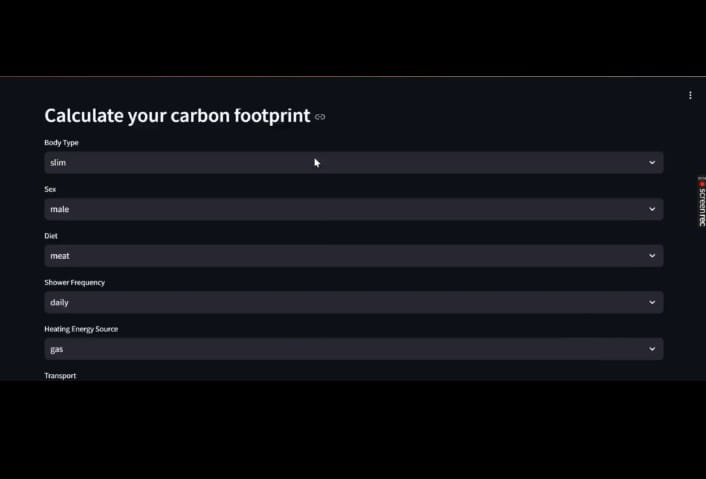 Calculate your carbon footprint
Body Type
slim
Sex
male
Diet
meat
Shower Frequency
daily
Heating Energy Source
gas
Transport
screenrec